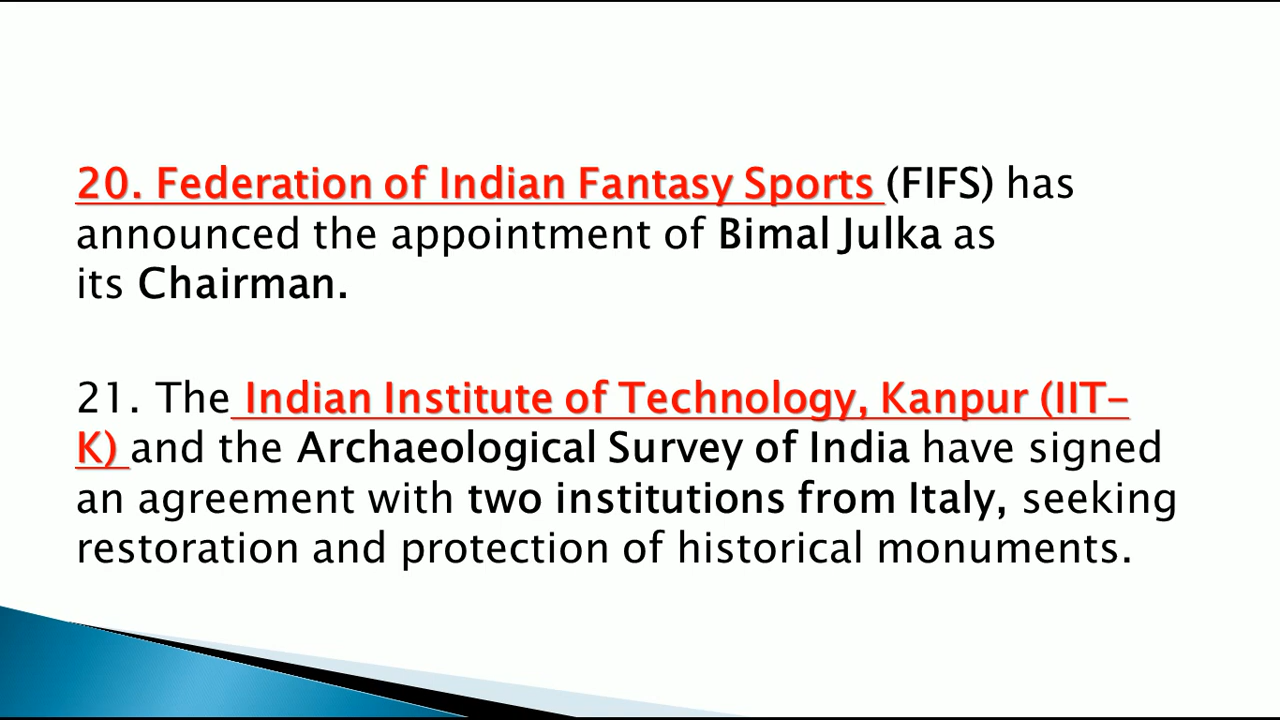 20. Federation of Indian Fantasy Sports (FIFS) has
announced the appointment of Bimal Julka as
its Chairman.
21. The Indian Institute of Technology, Kanpur (IIT-
K) and the Archaeological Survey of India have signed
an agreement with two institutions from Italy, seeking
restoration and protection of historical monuments.